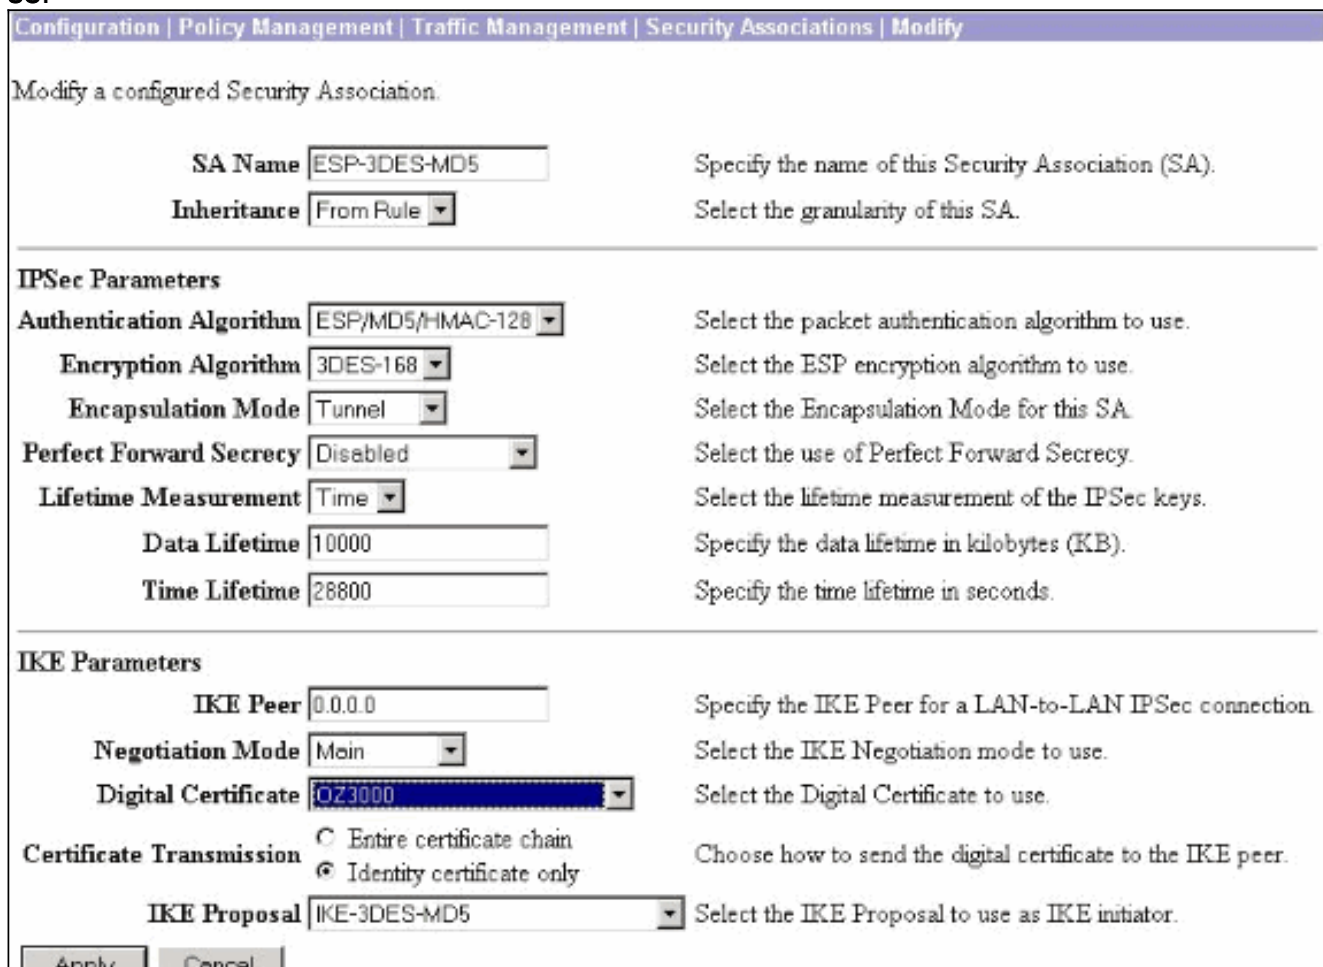 Configuration | Policy Management | Traffic Management | Security Associations | Modify
Modify a configured Security Association.
SA Name ESP-3DES-MD5 Specify the name of this Security Association (SA).
Inheritance From Rule Select the granularity of this SA.
IPSec Parameters
Authentication Algorithm ESP/MD5/HMAC-128 Select the packet authentication algorithm to use.
Encryption Algorithm 3DES-168 Select the ESP encryption algorithm to use.
Encapsulation Mode Tunnel Select the Encapsulation Mode for this SA.
Perfect Forward Secrecy Disabled Select the use of Perfect Forward Secrecy.
Lifetime Measurement Time Select the lifetime measurement of the IPSec keys.
Data Lifetime 10000 Specify the data lifetime in kilobytes (KB).
Time Lifetime 28800 Specify the time lifetime in seconds.
IKE Parameters
IKE Peer 0.0.0.0 Specify the IKE Peer for a LAN-to-LAN IPSec connection.
Negotiation Mode Main Select the IKE Negotiation mode to use.
Digital Certificate OZ3000 Select the Digital Certificate to use.
Certificate Transmission Entire certificate chain Choose how to send the digital certificate to the IKE peer.
Identity certificate only
IKE Proposal IKE-3DES-MD5 Select the IKE Proposal to use as IKE initiator.
Apply Cancel